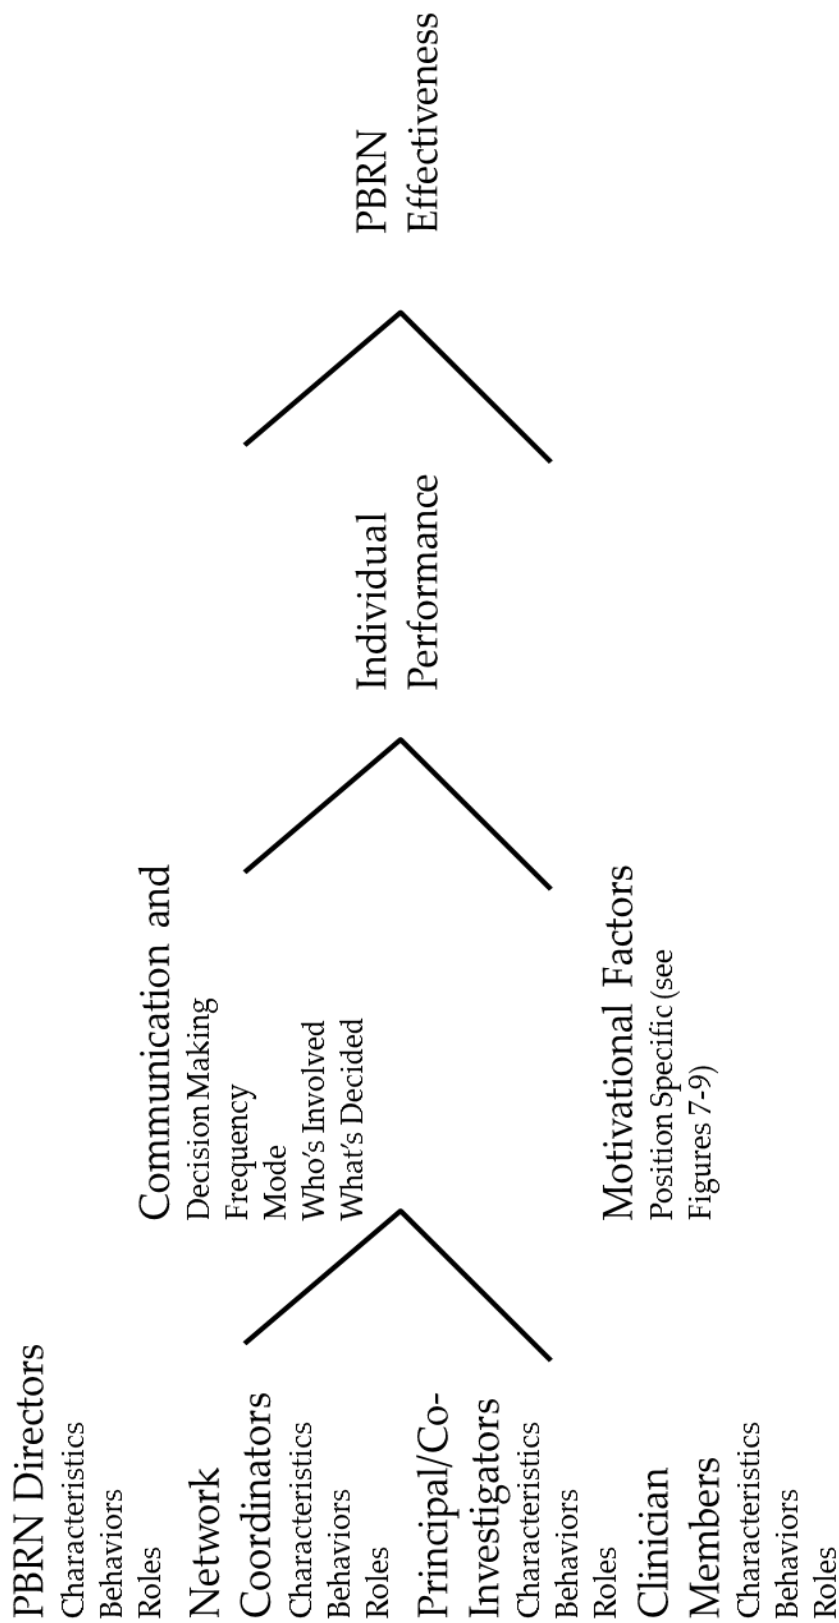 PBRN Directors
Characteristics
Behaviors
Roles
Network
Coordinators
Characteristics
Behaviors
Roles
Principal/Co-
Investigators
Characteristics
Behaviors
Roles
Clinician
Members
Characteristics
Behaviors
Roles
Communication and
Decision Making
Frequency
Mode
Who's Involved
What's Decided
Motivational Factors
Position Specific (see
Figures 7-9)
Individual
Performance
PBRN
Effectiveness